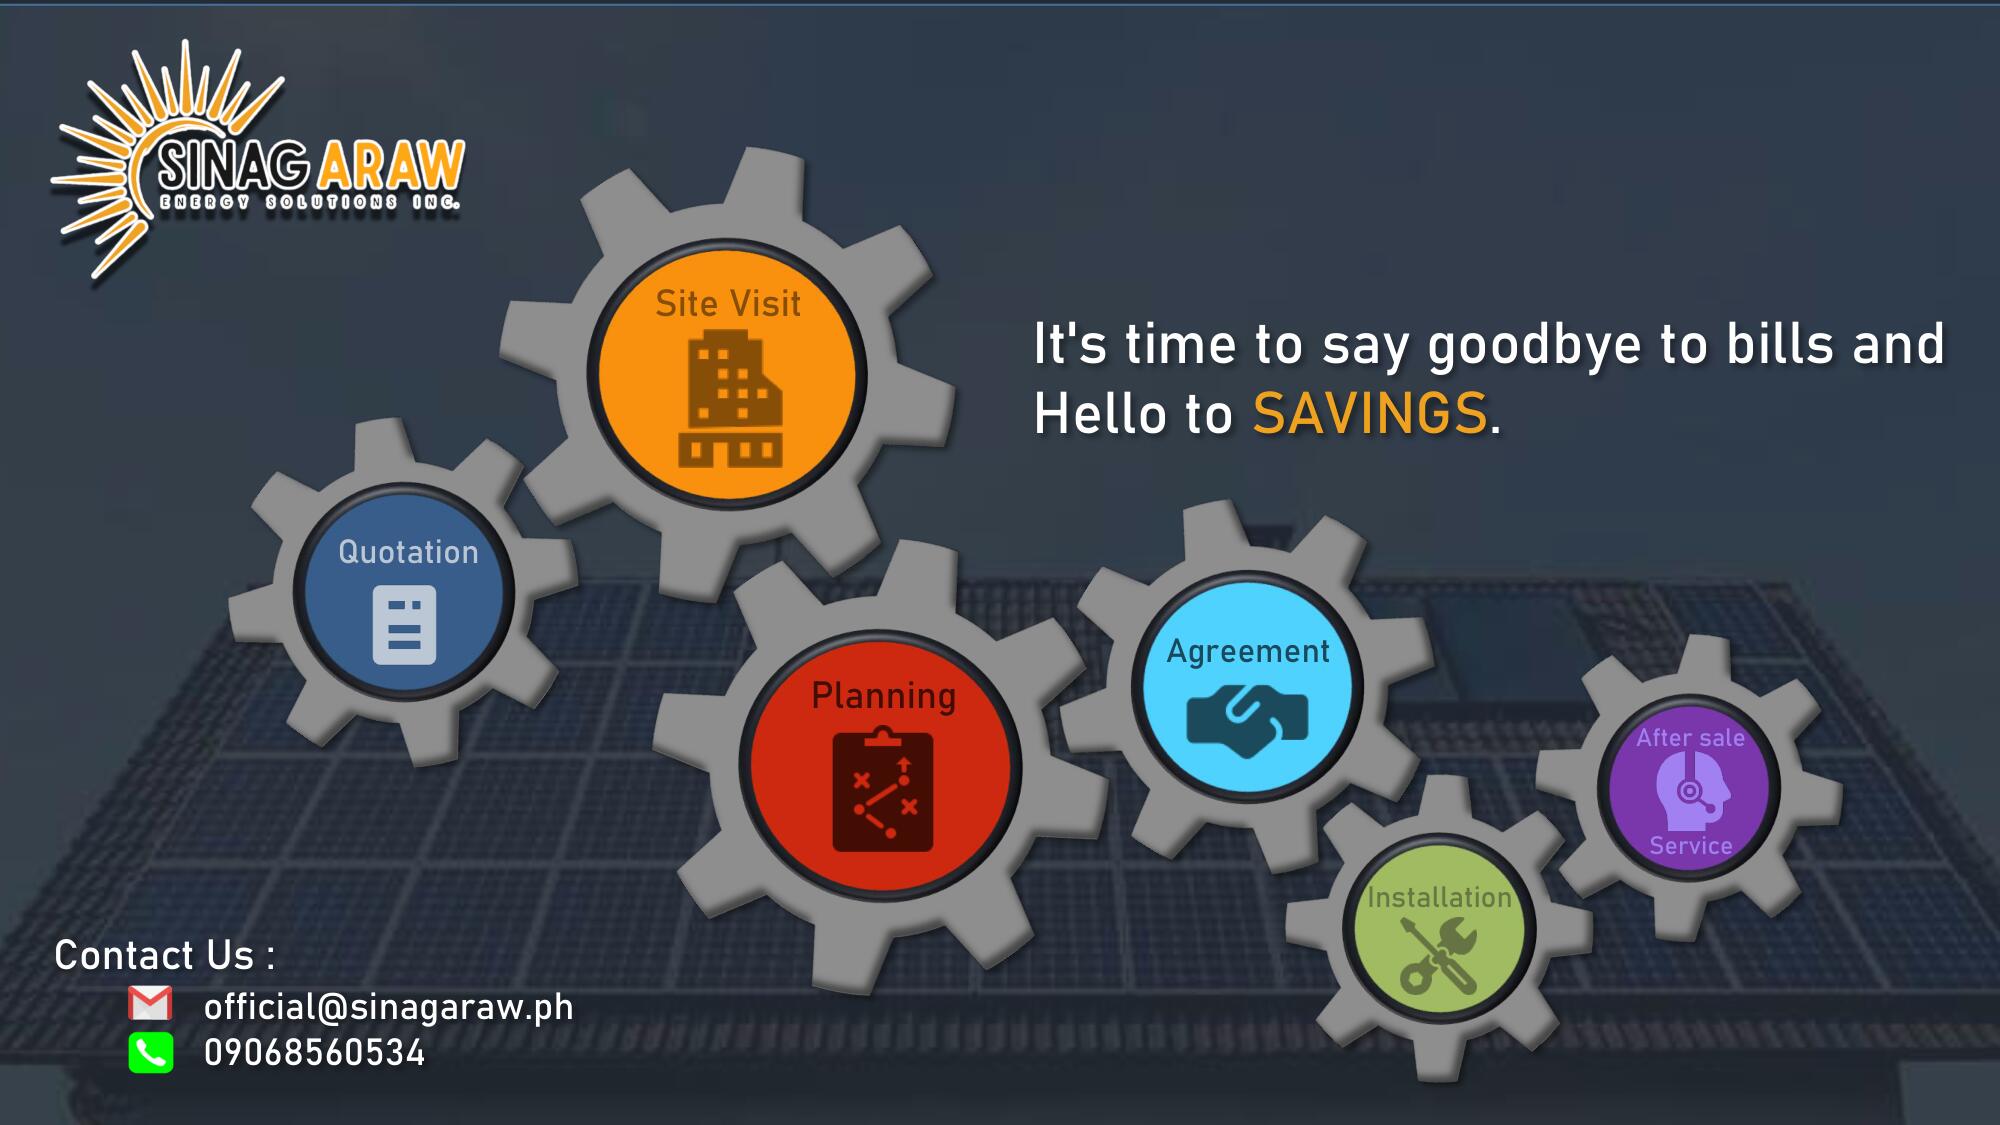 SINAG ARAW
ENERGY SOLUTIONS INC.
Site Visit
It's time to say goodbye to bills and
Hello to SAVINGS.
Quotation
Planning
Agreement
After sale
Service
Installation
Contact Us :
official@sinagaraw.ph
09068560534